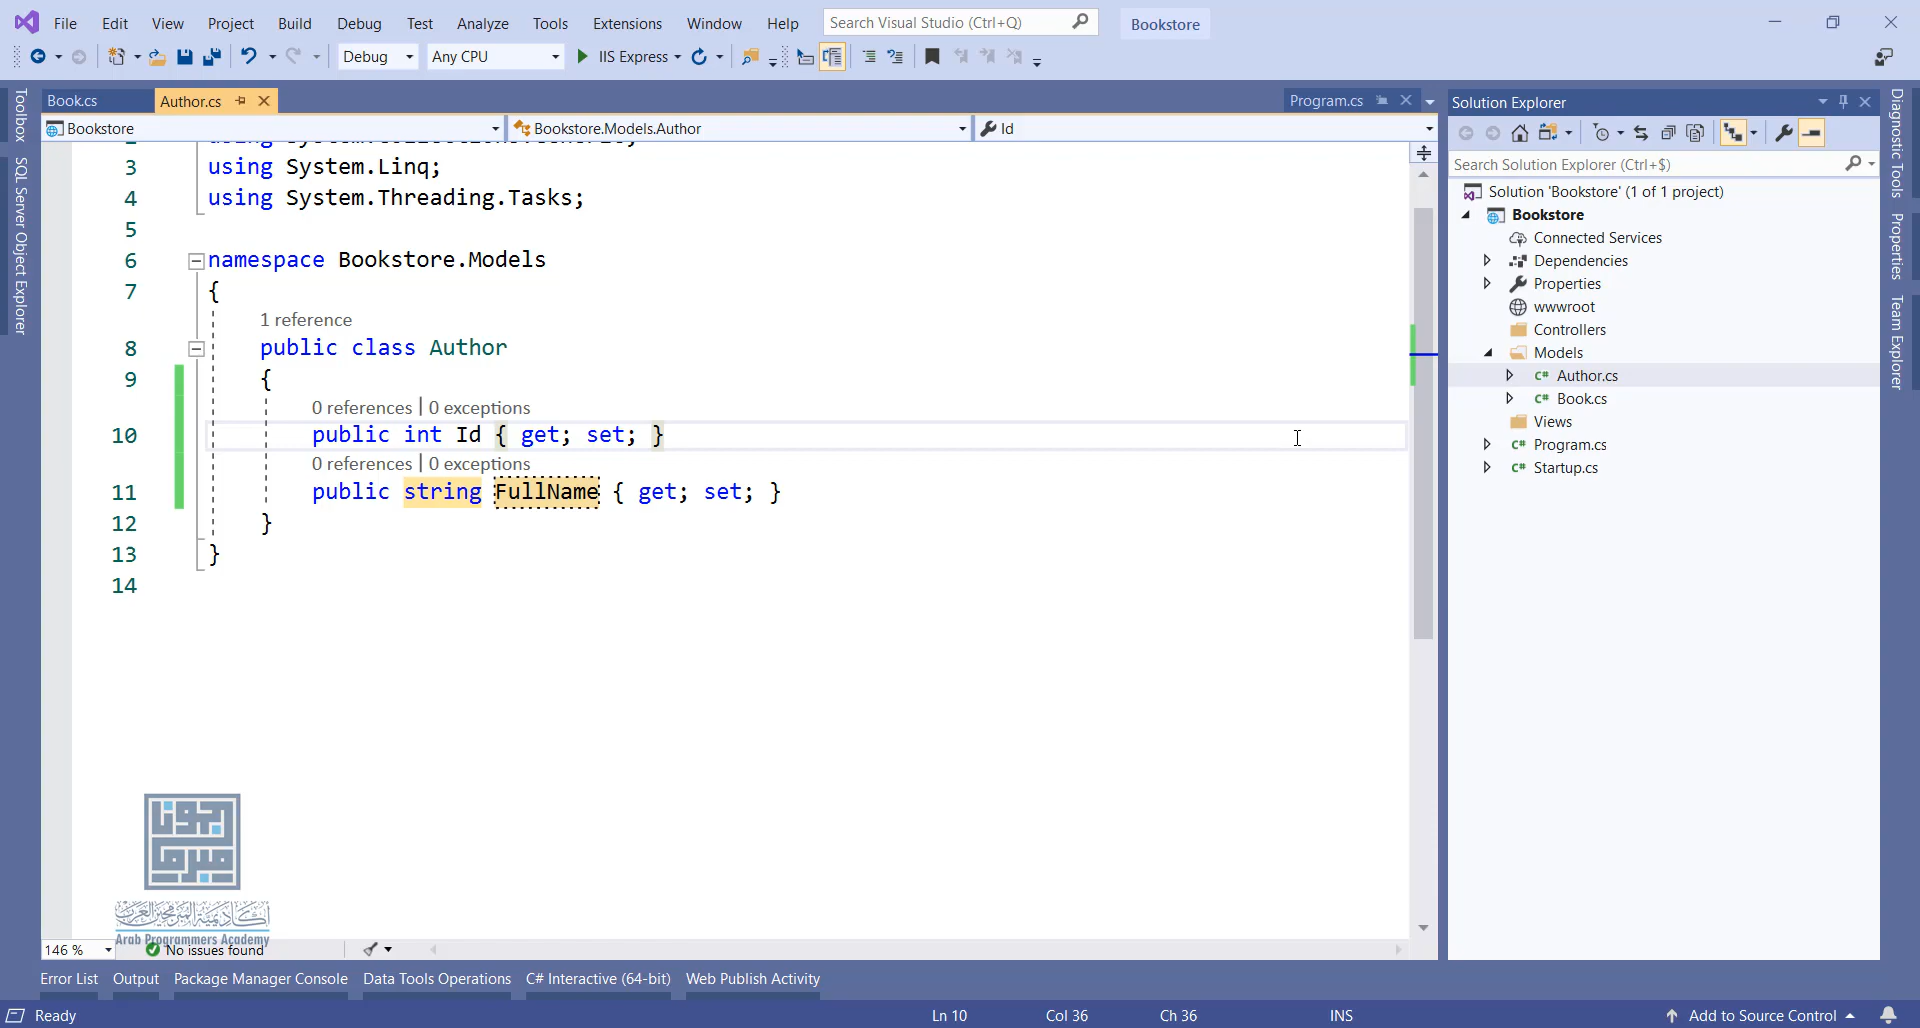 File Edit View Project Build Debug Test Analyze Tools Extensions Window Help Search Visual Studio (Ctrl+Q) Bookstore
Debug Any CPU IIS Express
Toolbox
SQL Server Object Explorer
Book.cs Author.cs Program.cs
Bookstore Bookstore.Models.Author Id
3 using System.Linq;
4 using System.Threading.Tasks;
5
6 namespace Bookstore.Models
7 {
1 reference
8 public class Author
9 {
0 references | 0 exceptions
10 public int Id { get; set; }
0 references | 0 exceptions
11 public string FullName { get; set; }
12 }
13 }
14
أكاديمية المبرمجين العرب
Arab Programmers Academy
146 % No issues found
Solution Explorer
Search Solution Explorer (Ctrl+$)
Solution 'Bookstore' (1 of 1 project)
Bookstore
Connected Services
Dependencies
Properties
wwwroot
Controllers
Models
C# Author.cs
C# Book.cs
Views
C# Program.cs
C# Startup.cs
Diagnostic Tools
Properties
Team Explorer
Error List Output Package Manager Console Data Tools Operations C# Interactive (64-bit) Web Publish Activity
Ready Ln 10 Col 36 Ch 36 INS Add to Source Control